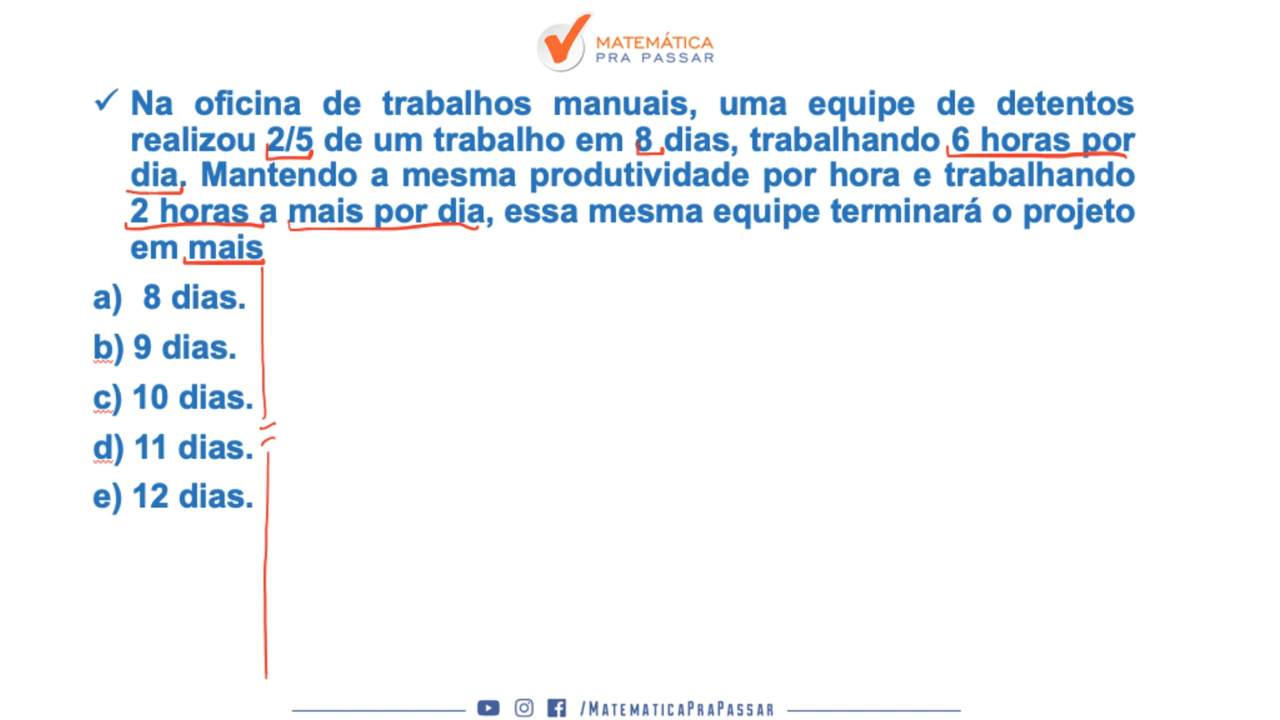 MATEMÁTICA
PRA PASSAR
✓ Na oficina de trabalhos manuais, uma equipe de detentos
realizou 2/5 de um trabalho em 8 dias, trabalhando 6 horas por
dia. Mantendo a mesma produtividade por hora e trabalhando
2 horas a mais por dia, essa mesma equipe terminará o projeto
em mais
a) 8 dias.
b) 9 dias.
c) 10 dias.
d) 11 dias.
e) 12 dias.
/MATEMATICAPRAPASSAR